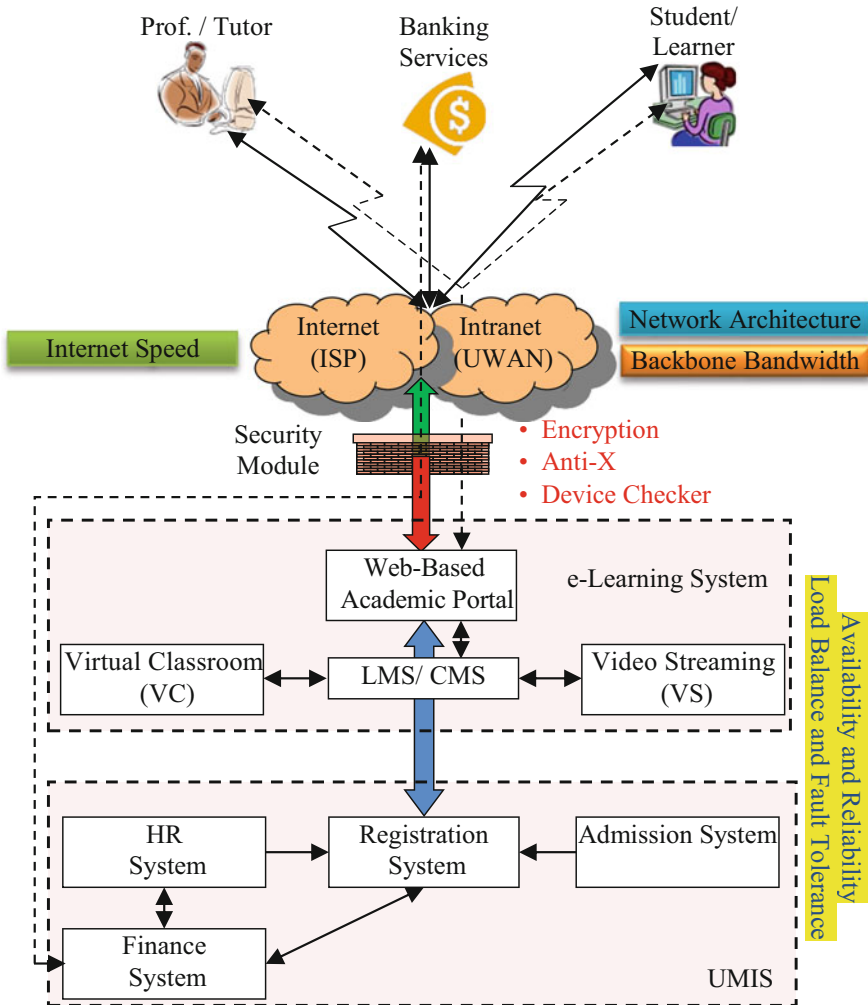 Prof. / Tutor
Banking
Services
Student/
Learner
$
Internet
(ISP)
Intranet
(UWAN)
Internet Speed
Network Architecture
Backbone Bandwidth
Security
Module
• Encryption
• Anti-X
• Device Checker
Web-Based
Academic Portal
e-Learning System
Virtual Classroom
(VC)
LMS/ CMS
Video Streaming
(VS)
Availability and Reliability
Load Balance and Fault Tolerance
HR
System
Registration
System
Admission System
Finance
System
UMIS